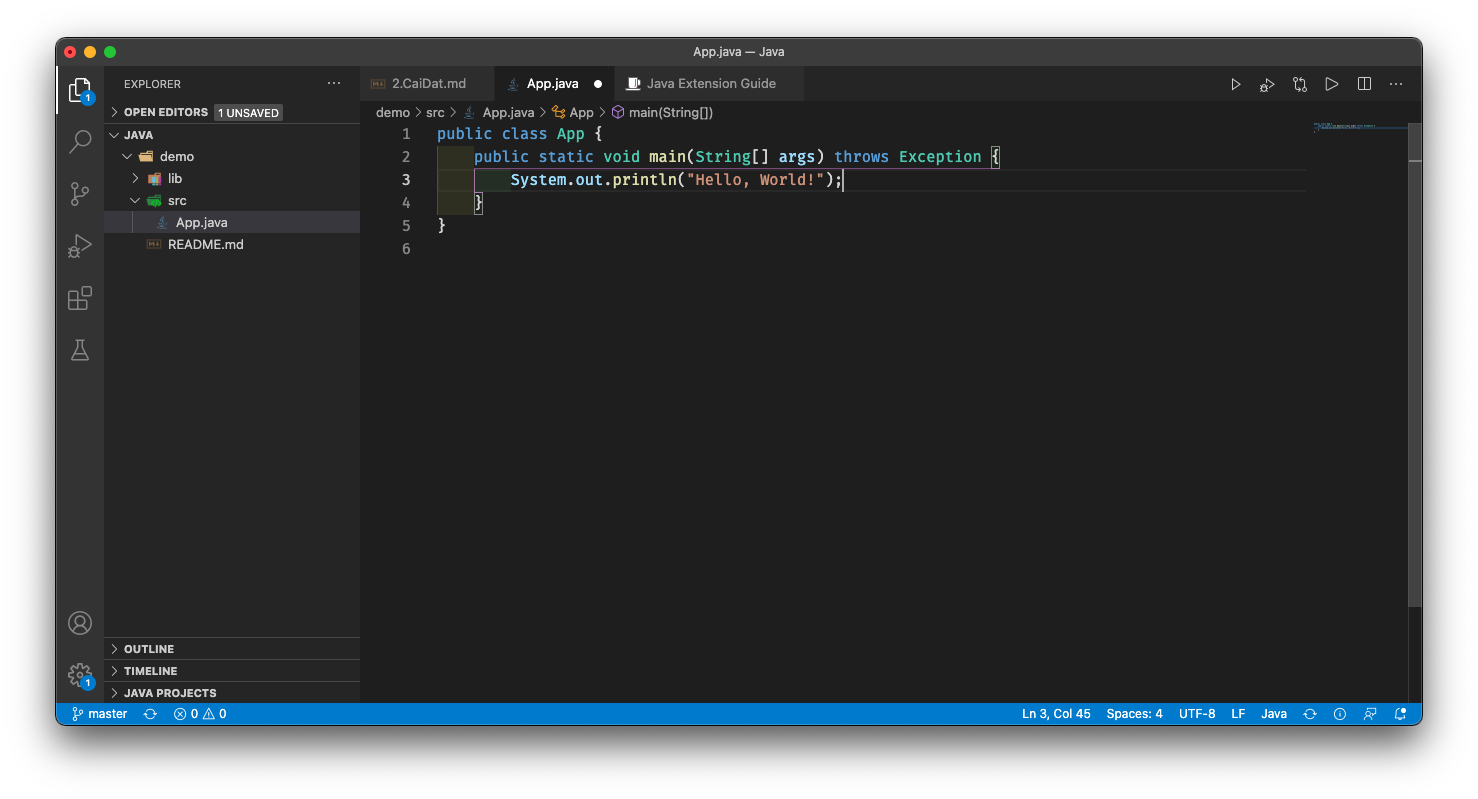 App.java — Java
EXPLORER
2.CaiDat.md
App.java
Java Extension Guide
OPEN EDITORS 1 UNSAVED
demo src App.java App main(String[])
JAVA
demo
lib
src
App.java
README.md
1 public class App {
2 public static void main(String[] args) throws Exception {
3 System.out.println("Hello, World!");
4 }
5 }
6
1
OUTLINE
TIMELINE
1
JAVA PROJECTS
master 0 0 Ln 3, Col 45 Spaces: 4 UTF-8 LF Java